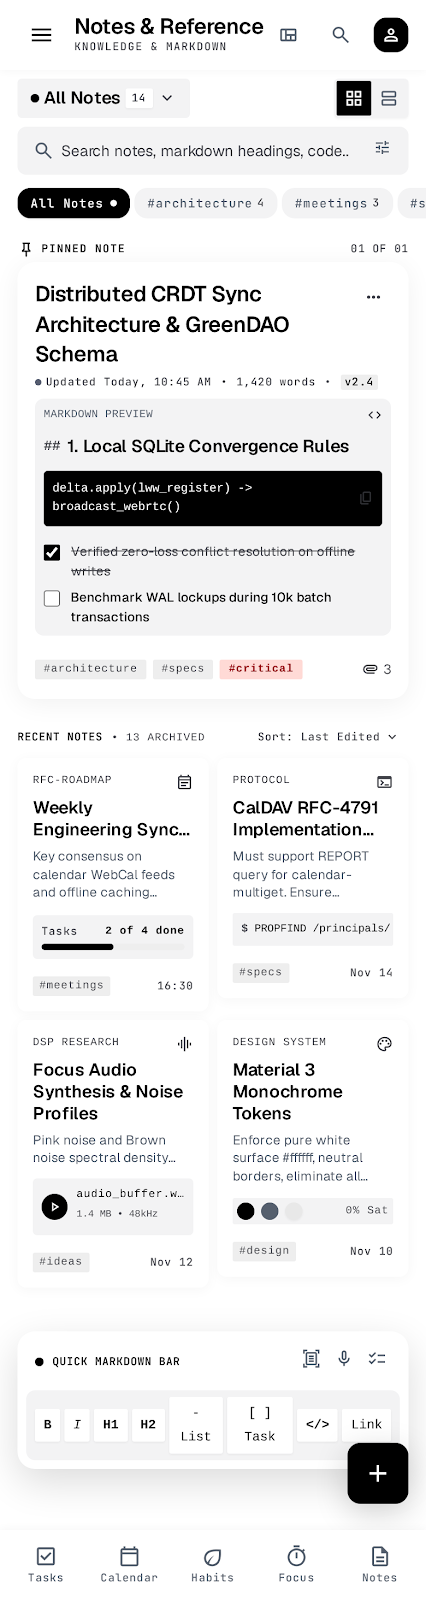 Notes & Reference
KNOWLEDGE & MARKDOWN
All Notes 14
Search notes, markdown headings, code..
All Notes
#architecture 4
#meetings 3
#s
PINNED NOTE
01 OF 01
Distributed CRDT Sync
Architecture & GreenDAO
Schema
Updated Today, 10:45 AM • 1,420 words • v2.4
MARKDOWN PREVIEW
## 1. Local SQLite Convergence Rules
delta.apply(lww_register) ->
broadcast_webrtc()
Verified zero-loss conflict resolution on offline
writes
Benchmark WAL lockups during 10k batch
transactions
#architecture #specs #critical 3
RECENT NOTES • 13 ARCHIVED
Sort: Last Edited
RFC-ROADMAP
Weekly
Engineering Sync…
Key consensus on
calendar WebCal feeds
and offline caching…
Tasks 2 of 4 done
#meetings 16:30
PROTOCOL
CalDAV RFC-4791
Implementation…
Must support REPORT
query for calendar-
multiget. Ensure…
$ PROPFIND /principals/
#specs Nov 14
DSP RESEARCH
Focus Audio
Synthesis & Noise
Profiles
Pink noise and Brown
noise spectral density…
audio_buffer.w…
1.4 MB • 48kHz
#ideas Nov 12
DESIGN SYSTEM
Material 3
Monochrome
Tokens
Enforce pure white
surface #ffffff, neutral
borders, eliminate all…
0% Sat
#design Nov 10
QUICK MARKDOWN BAR
B
I
H1
H2
- List
[ ] Task
</>
Link
+
Tasks
Calendar
Habits
Focus
Notes